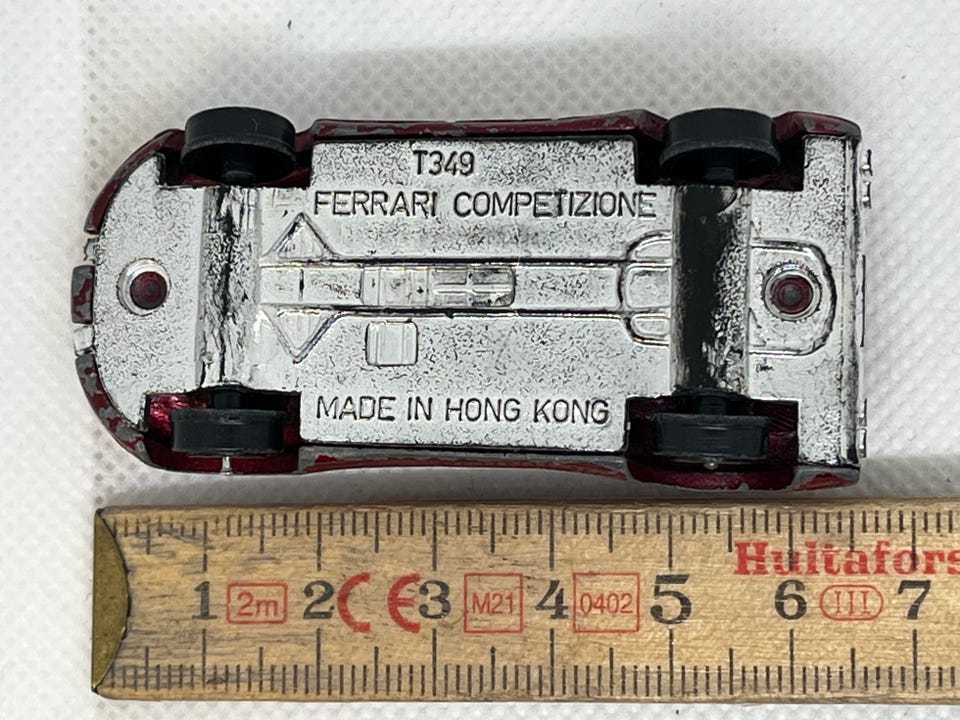 T349
FERRARI COMPETIZIONE
MADE IN HONG KONG
Hultafors
1 2m 2 CE 3 M21 4 0402 5 6 III 7